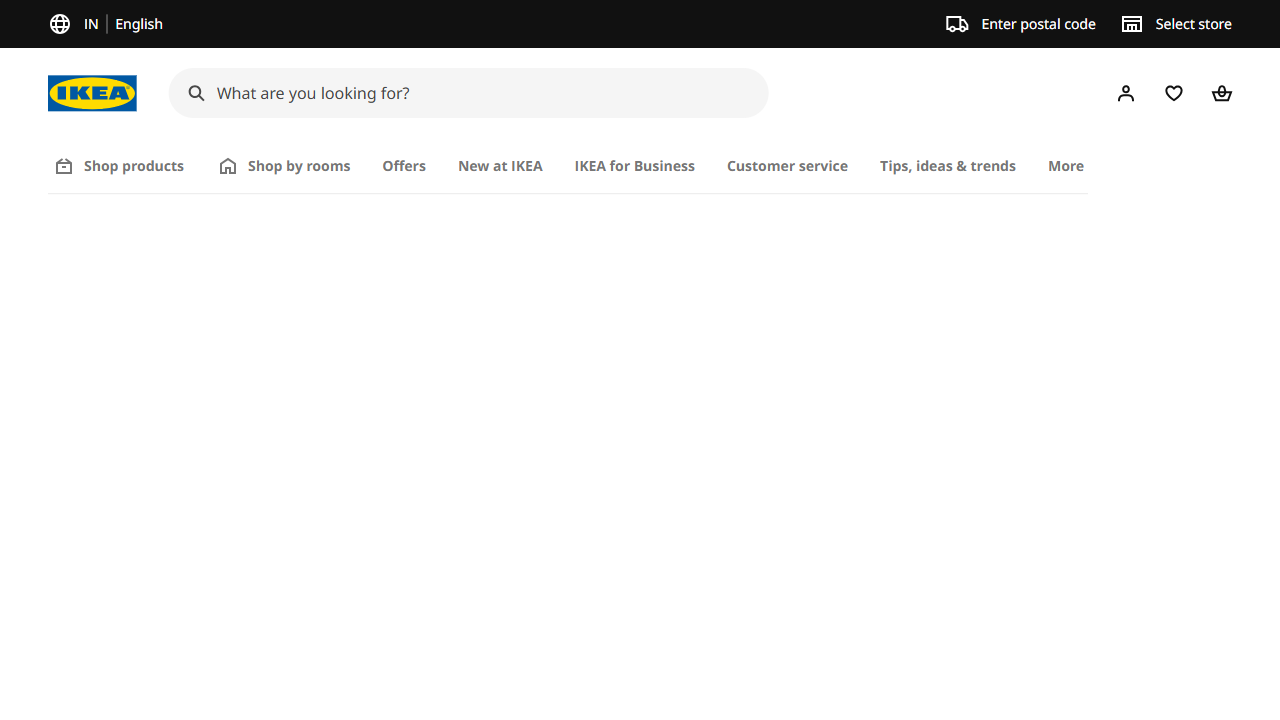 IN English Enter postal code Select store
IKEA What are you looking for?
Shop products Shop by rooms Offers New at IKEA IKEA for Business Customer service Tips, ideas & trends More